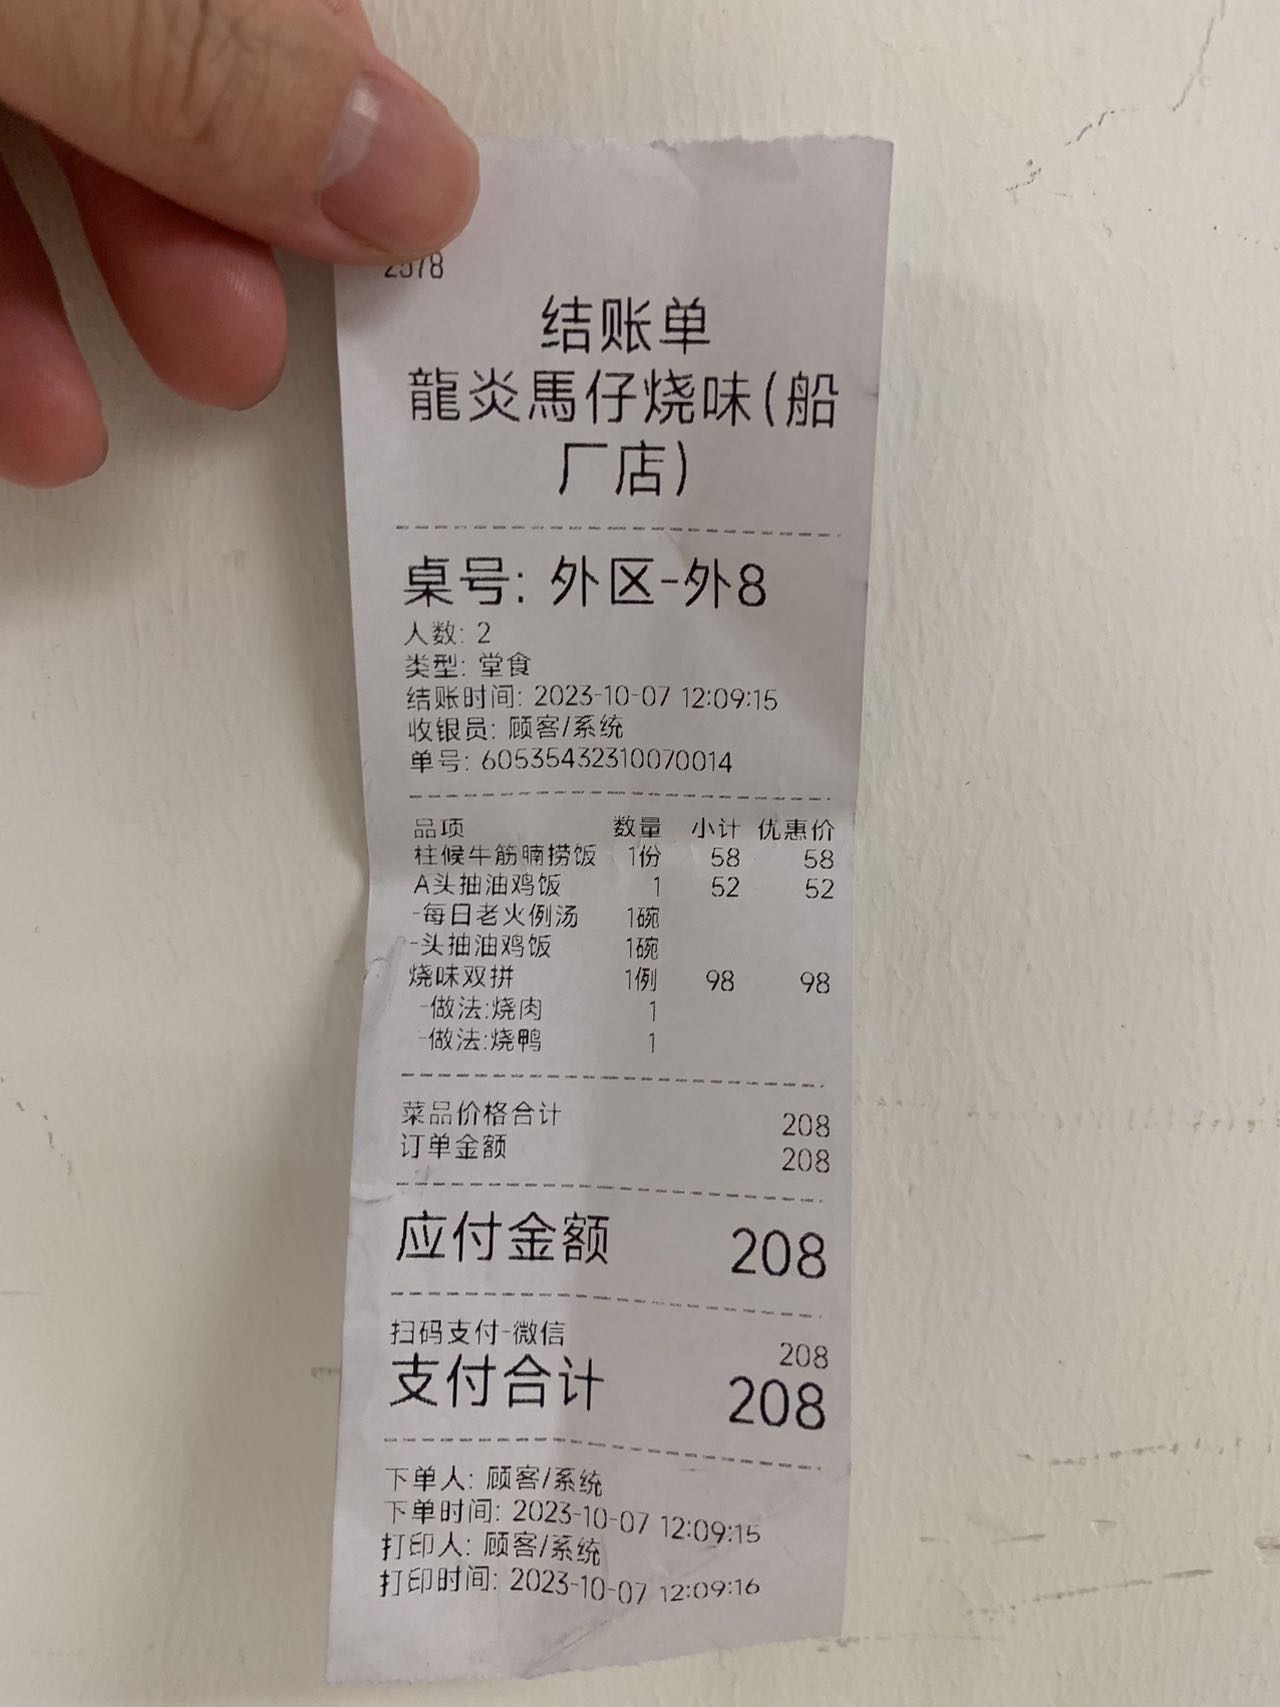 2578
结账单
龍炎馬仔烧味(船
厂店)
桌号: 外区-外8
人数: 2
类型: 堂食
结账时间: 2023-10-07 12:09:15
收银员: 顾客/系统
单号: 605354432310070014
品项 数量 小计 优惠价
柱候牛筋腩捞饭 1份 58 58
A头抽油鸡饭 1 52 52
-每日老火例汤 1碗
-头抽油鸡饭 1碗
烧味双拼 1例 98 98
-做法:烧肉 1
-做法:烧鸭 1
菜品价格合计 208
订单金额 208
应付金额 208
扫码支付-微信 208
支付合计 208
下单人: 顾客/系统
下单时间: 2023-10-07 12:09:15
打印人: 顾客/系统
打印时间: 2023-10-07 12:09:16